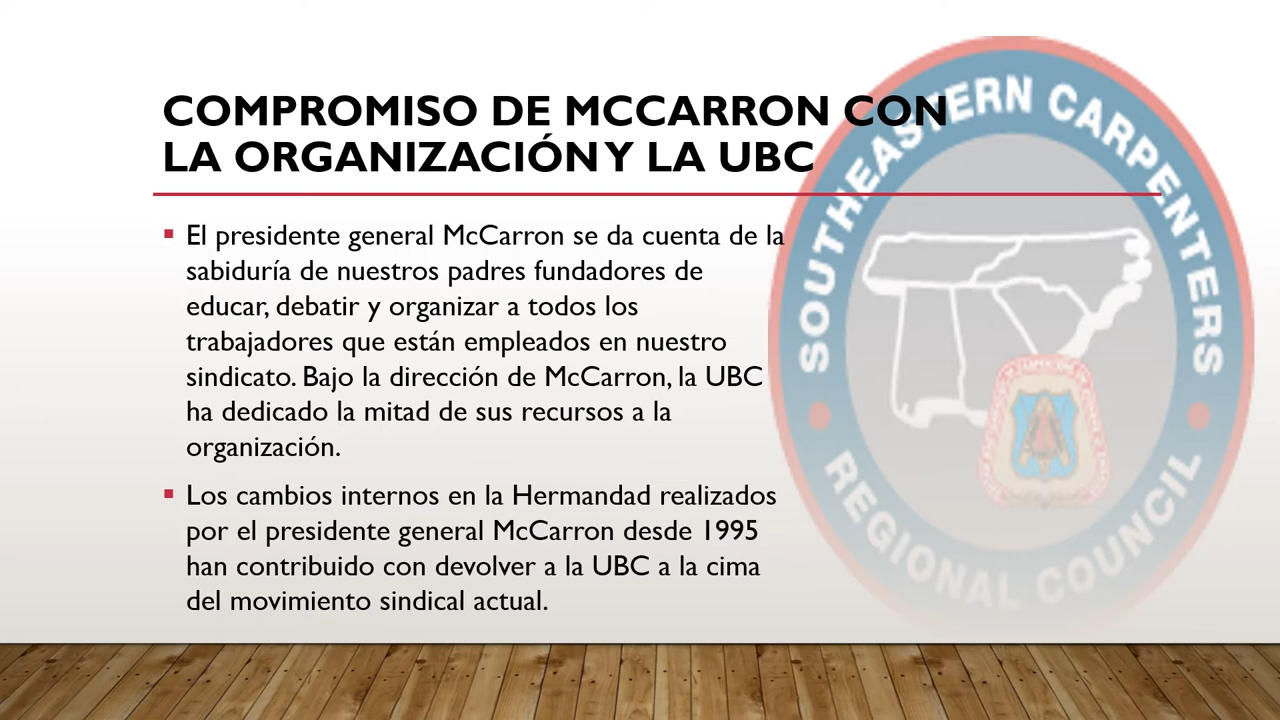 COMPROMISO DE MCCARRON CON
LA ORGANIZACIÓN Y LA UBC
El presidente general McCarron se da cuenta de la
sabiduría de nuestros padres fundadores de
educar, debatir y organizar a todos los
trabajadores que están empleados en nuestro
sindicato. Bajo la dirección de McCarron, la UBC
ha dedicado la mitad de sus recursos a la
organización.
Los cambios internos en la Hermandad realizados
por el presidente general McCarron desde 1995
han contribuido con devolver a la UBC a la cima
del movimiento sindical actual.
SOUTHEASTERN CARPENTERS
REGIONAL COUNCIL